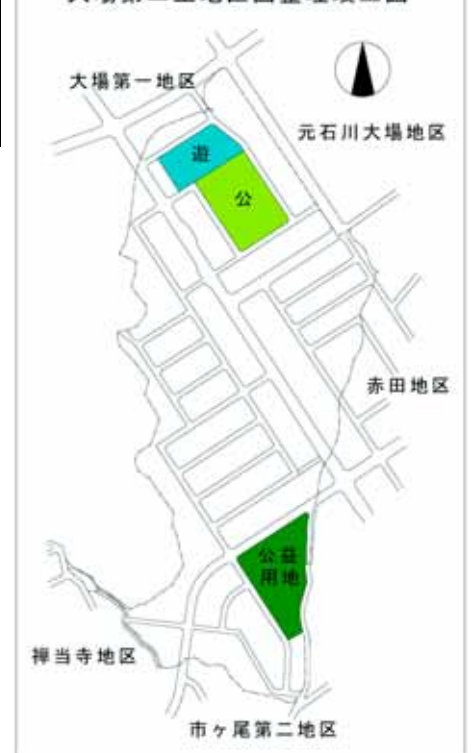 大場第一地区
元石川大場地区
遊
公
赤田地区
公益
用地
禅当寺地区
市ヶ尾第二地区